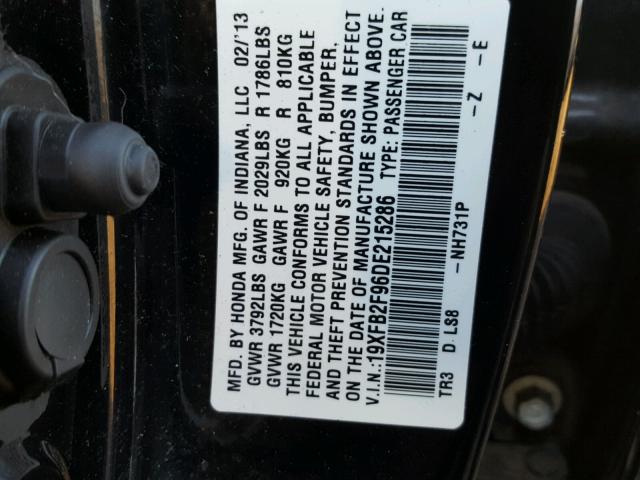 MFD. BY HONDA MFG. OF INDIANA, LLC 02/13
GVWR 3792LBS GAWR F 2029LBS R 1786LBS
GVWR 1720KG GAWR F 920KG R 810KG
THIS VEHICLE CONFORMS TO ALL APPLICABLE
FEDERAL MOTOR VEHICLE SAFETY, BUMPER,
AND THEFT PREVENTION STANDARDS IN EFFECT
ON THE DATE OF MANUFACTURE SHOWN ABOVE.
V.I.N.:19XFB2F96DE215286 TYPE: PASSENGER CAR
-NH731P -Z -E
TR3 D LS8